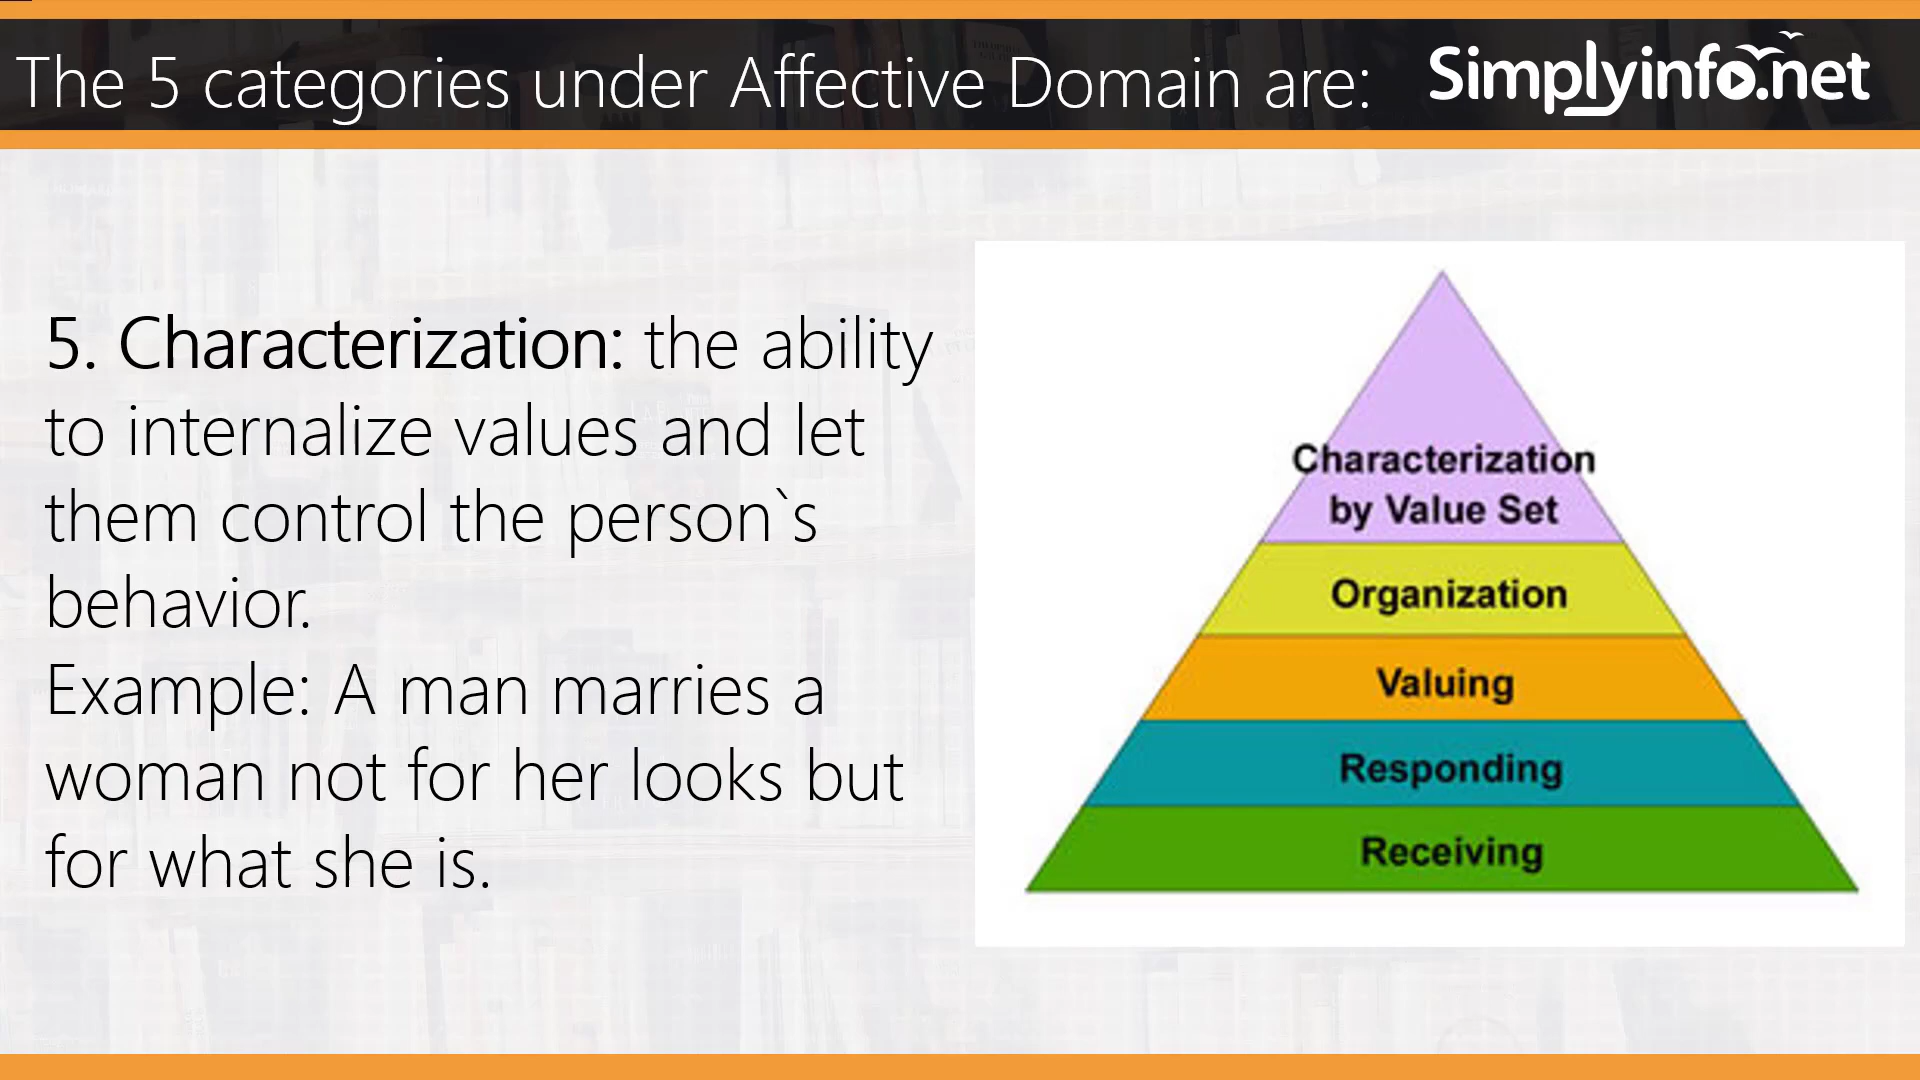 The 5 categories under Affective Domain are:
Simplyinfo.net
5. Characterization: the ability
to internalize values and let
them control the person`s
behavior.
Example: A man marries a
woman not for her looks but
for what she is.
Characterization
by Value Set
Organization
Valuing
Responding
Receiving